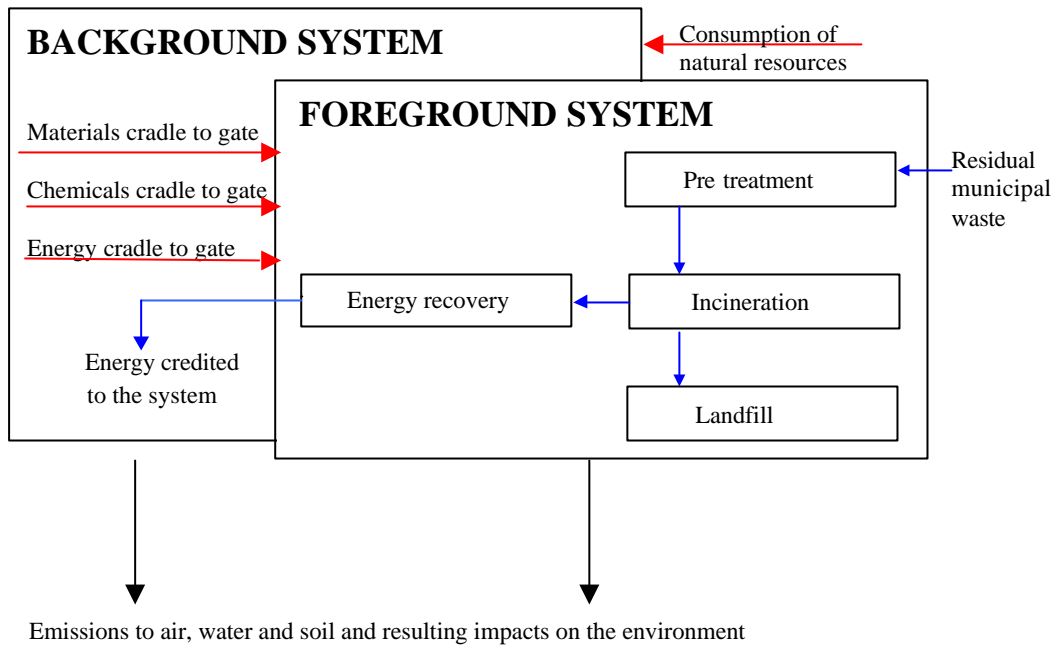 BACKGROUND SYSTEM
Consumption of
natural resources
FOREGROUND SYSTEM
Materials cradle to gate
Pre treatment
Residual
municipal
waste
Chemicals cradle to gate
Energy cradle to gate
Energy recovery
Incineration
Energy credited
to the system
Landfill
Emissions to air, water and soil and resulting impacts on the environment